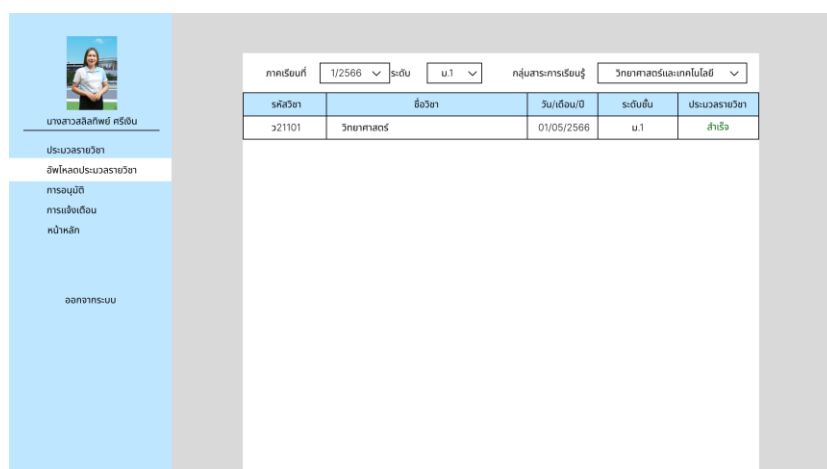 นางสาวสลิลทิพย์ ศรีเงิน
ประมวลรายวิชา
อัพโหลดประมวลรายวิชา
การอนุมัติ
การแจ้งเตือน
หน้าหลัก
ออกจากระบบ
ภาคเรียนที่ 1/2566 ระดับ ม.1 กลุ่มสาระการเรียนรู้ วิทยาศาสตร์และเทคโนโลยี
รหัสวิชา ชื่อวิชา วัน/เดือน/ปี ระดับชั้น ประมวลรายวิชา
ว21101 วิทยาศาสตร์ 01/05/2566 ม.1 สำเร็จ